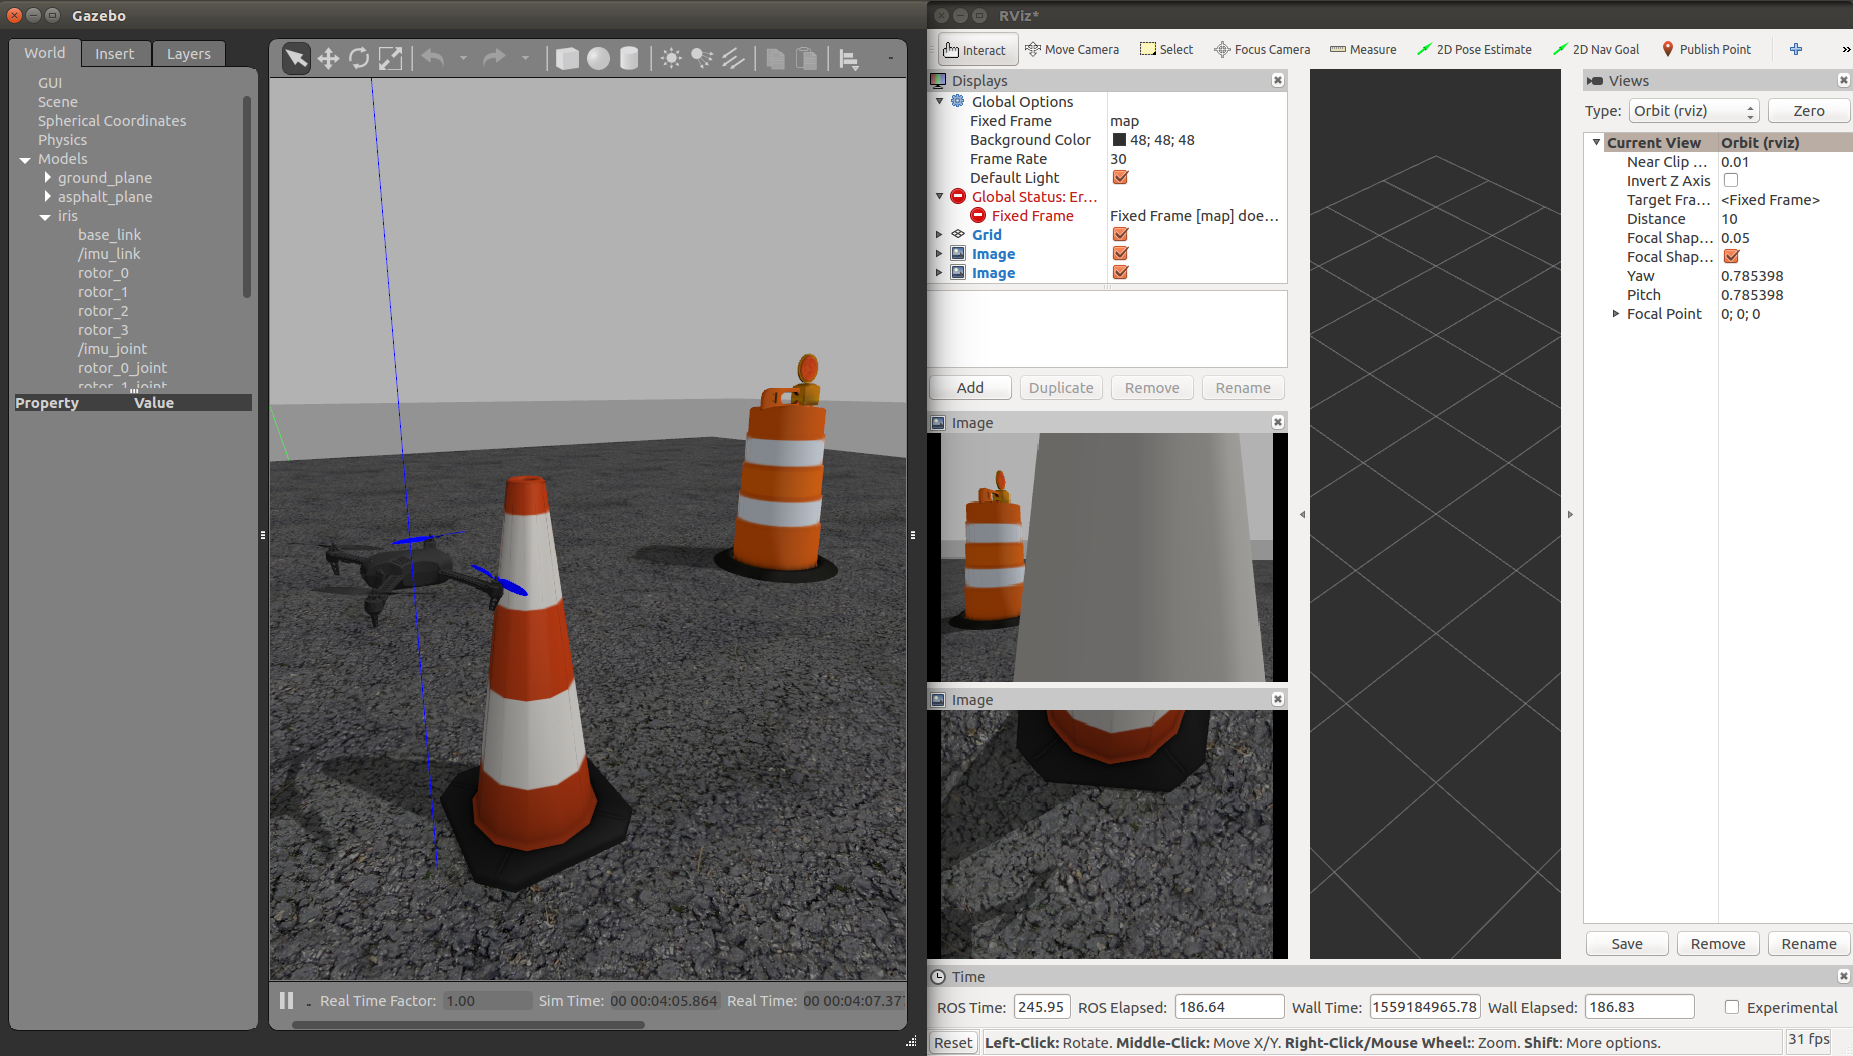 Gazebo
World Insert Layers
GUI
Scene
Spherical Coordinates
Physics
Models
ground_plane
asphalt_plane
iris
base_link
/imu_link
rotor_0
rotor_1
rotor_2
rotor_3
/imu_joint
rotor_0_joint
rotor_1_joint
Property Value
Real Time Factor: 1.00 Sim Time: 00 00:04:05.864 Real Time: 00 00:04:07.377
RViz*
Interact Move Camera Select Focus Camera Measure 2D Pose Estimate 2D Nav Goal Publish Point »
Displays
Global Options
Fixed Frame map
Background Color 48; 48; 48
Frame Rate 30
Default Light
Global Status: Er...
Fixed Frame Fixed Frame [map] doe...
Grid
Image
Image
Add Duplicate Remove Rename
Image
Image
Views
Type: Orbit (rviz) Zero
Current View Orbit (rviz)
Near Clip ... 0.01
Invert Z Axis
Target Fra... <Fixed Frame>
Distance 10
Focal Shap... 0.05
Focal Shap...
Yaw 0.785398
Pitch 0.785398
Focal Point 0; 0; 0
Save Remove Rename
Time
ROS Time: 245.95 ROS Elapsed: 186.64 Wall Time: 1559184965.78 Wall Elapsed: 186.83 Experimental
Reset Left-Click: Rotate. Middle-Click: Move X/Y. Right-Click/Mouse Wheel:: Zoom. Shift: More options. 31 fps